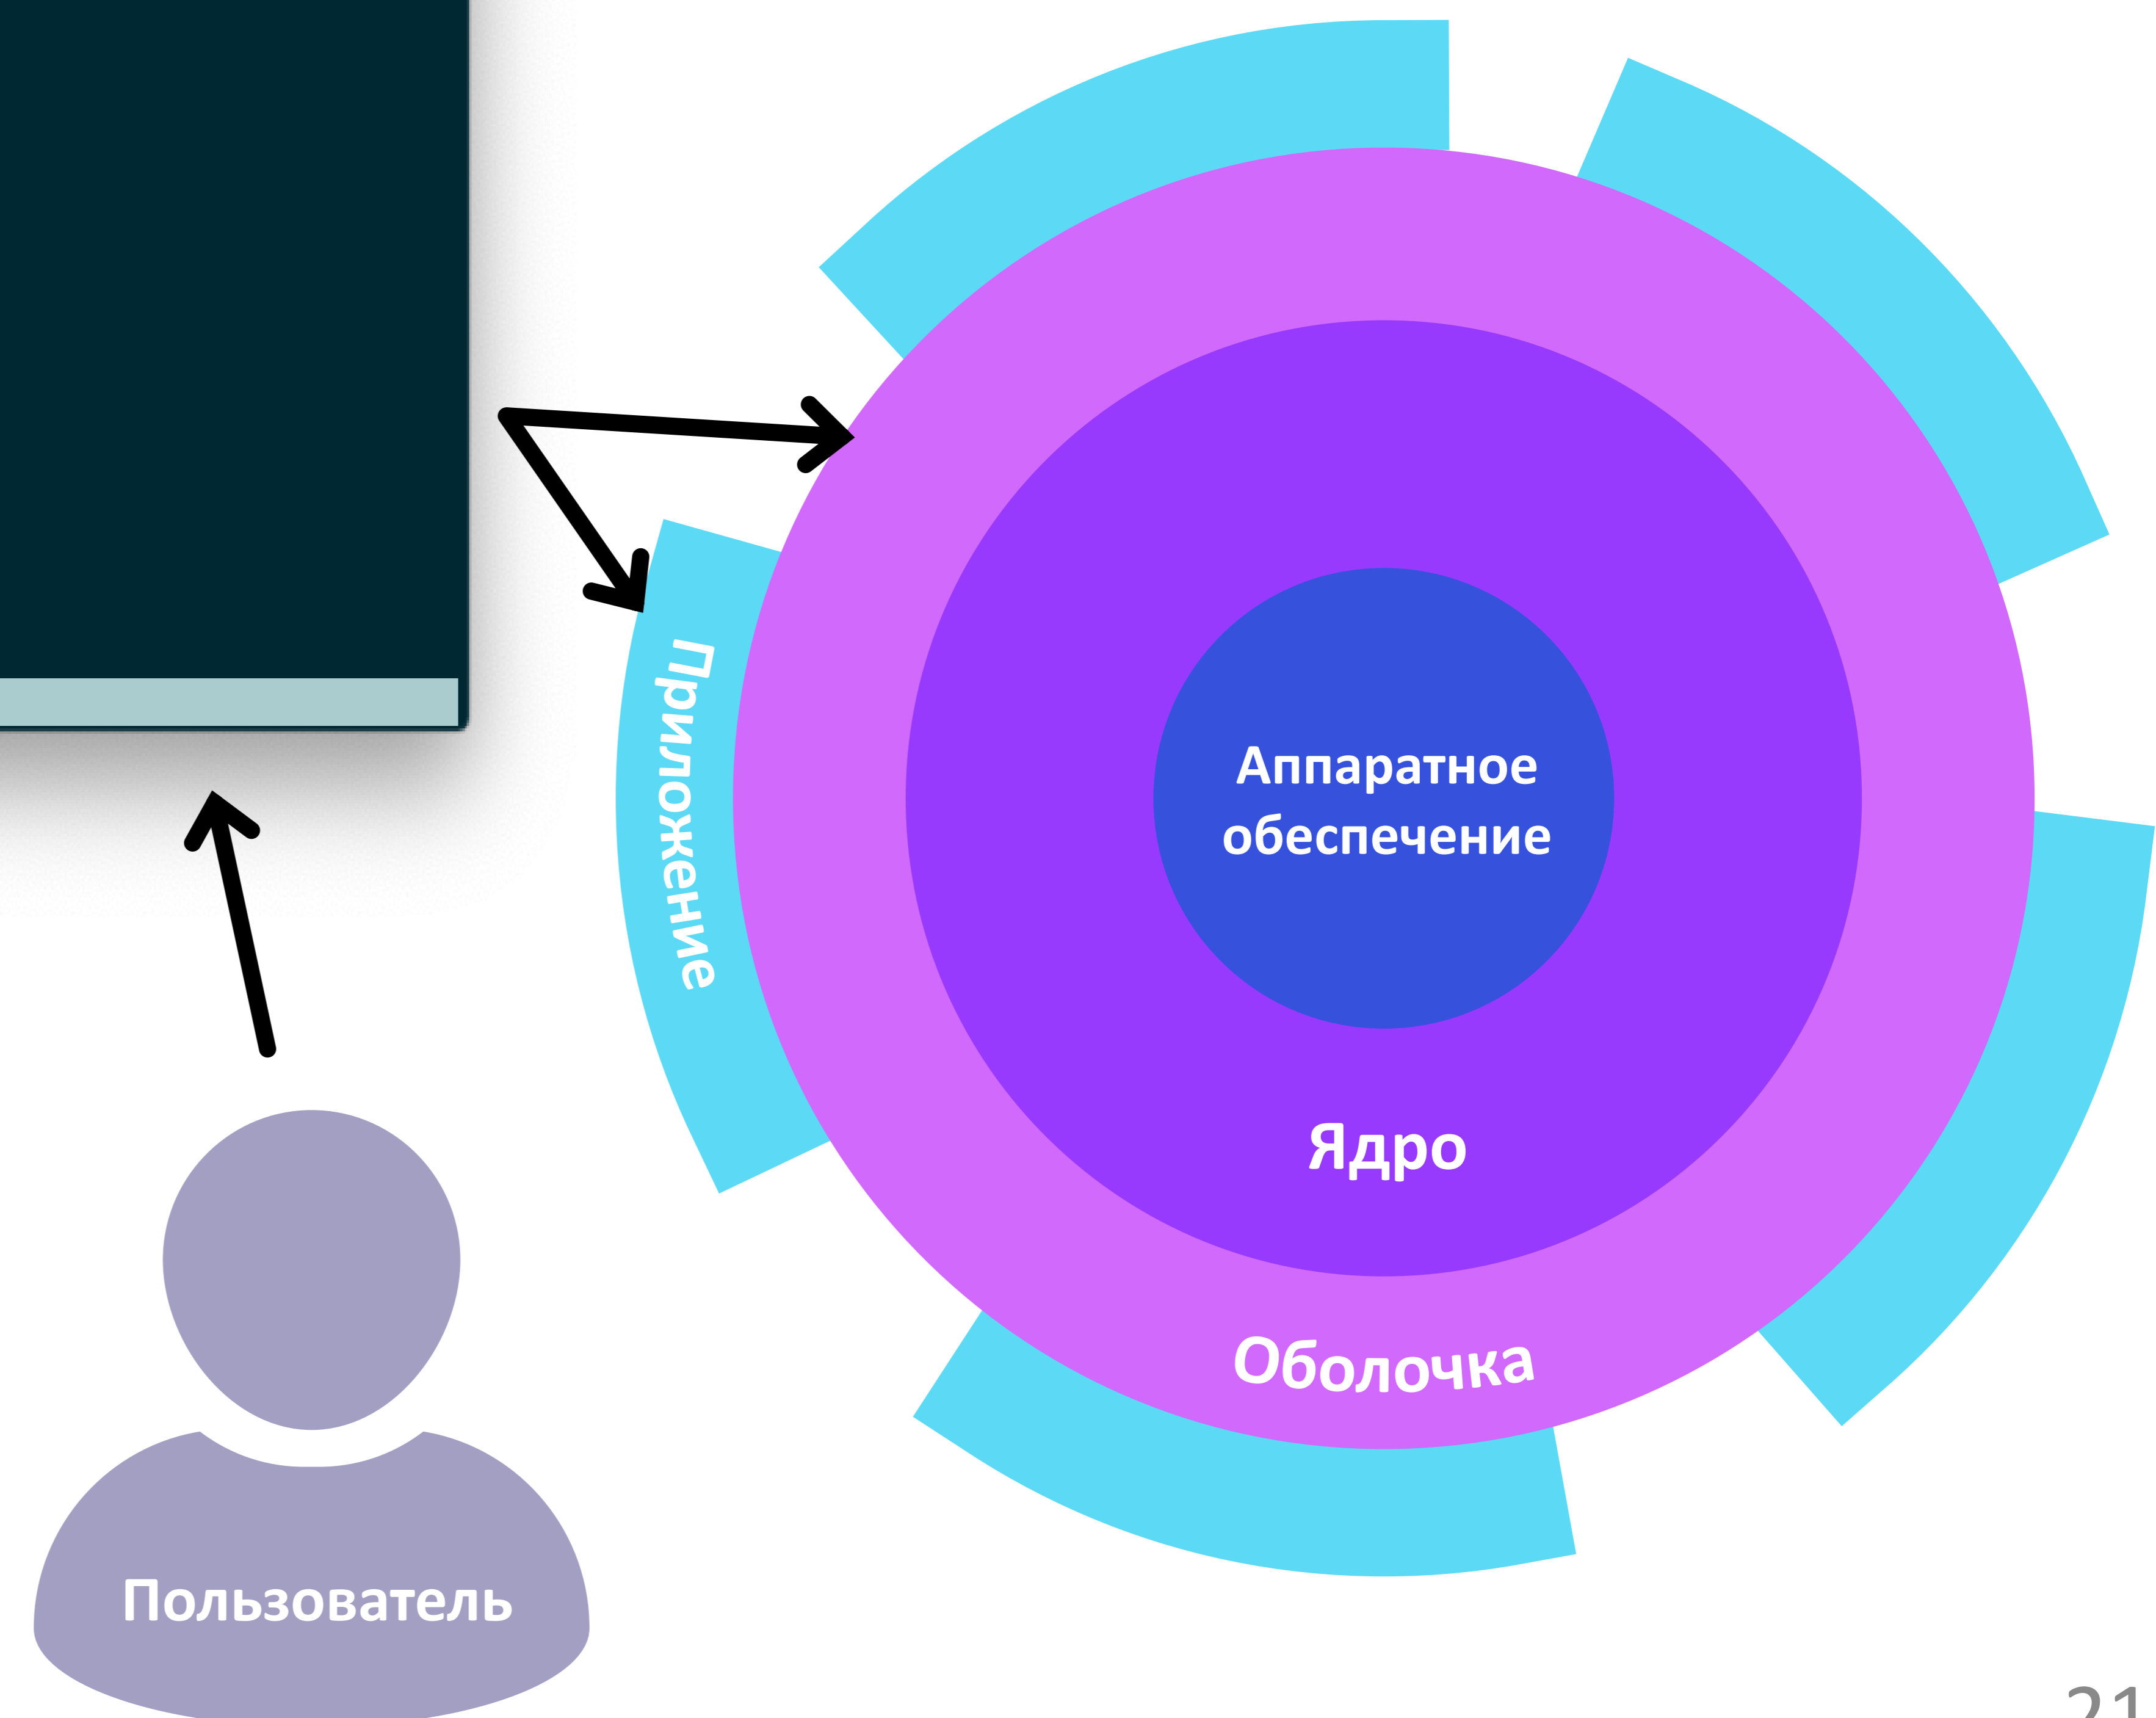 Приложение
Аппаратное
обеспечение
Ядро
Оболочка
Пользователь
21